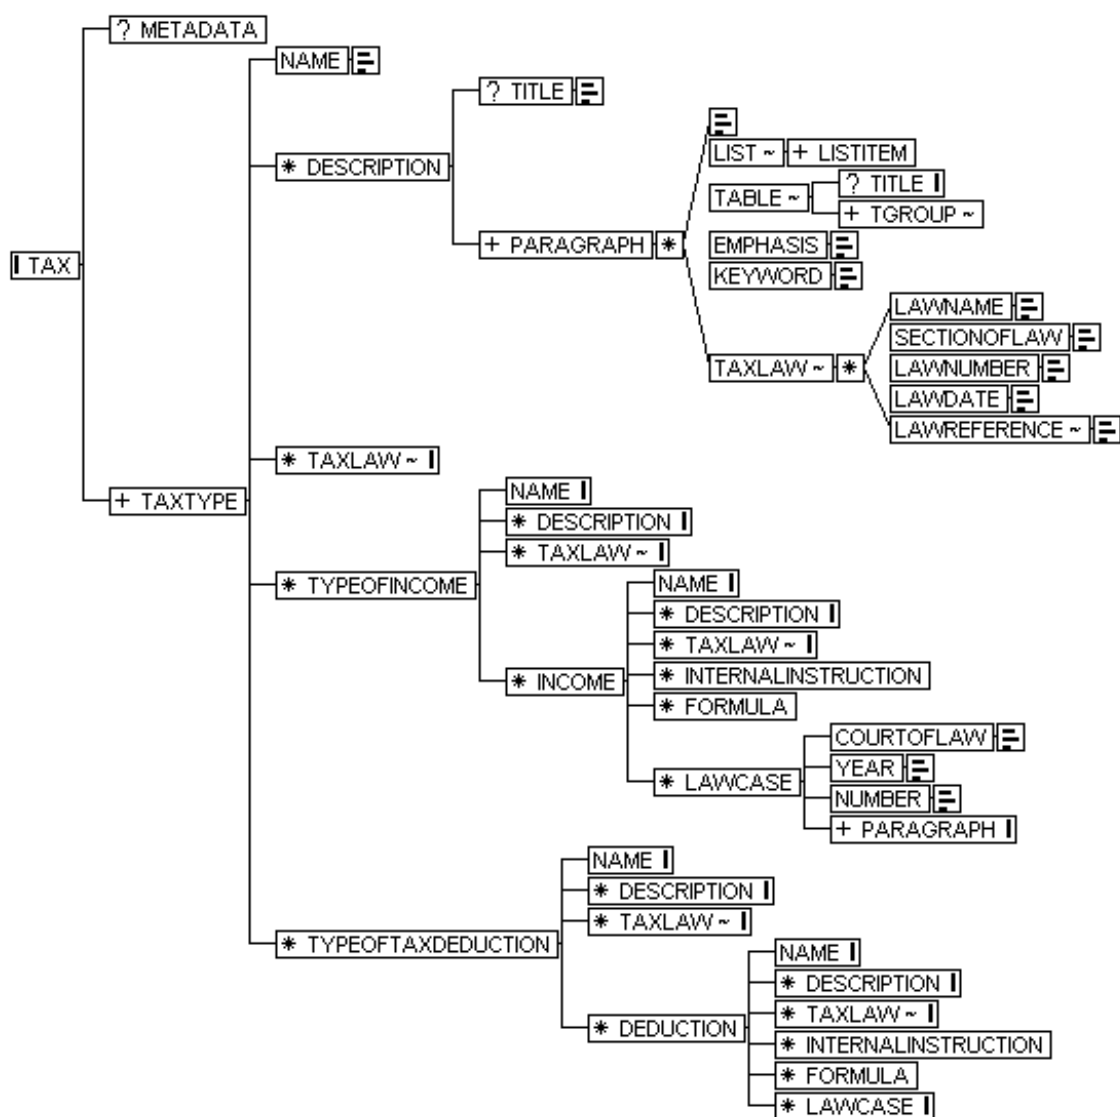 ? METADATA
NAME
? TITLE
* DESCRIPTION
LIST ~ + LISTITEM
? TITLE
TABLE ~
+ TGROUP ~
+ PARAGRAPH *
EMPHASIS
TAX
KEYWORD
LAWNAME
SECTIONOFLAW
TAXLAW ~ *
LAWNUMBER
LAWDATE
LAWREFERENCE ~
* TAXLAW ~
+ TAXTYPE
NAME
* DESCRIPTION
* TAXLAW ~
* TYPEOFINCOME
NAME
* DESCRIPTION
* TAXLAW ~
* INCOME
* INTERNALINSTRUCTION
* FORMULA
COURTOFLAW
YEAR
* LAWCASE
NUMBER
+ PARAGRAPH
NAME
* DESCRIPTION
* TAXLAW ~
* TYPEOFTAXDEDUCTION
NAME
* DESCRIPTION
* TAXLAW ~
* DEDUCTION
* INTERNALINSTRUCTION
* FORMULA
* LAWCASE